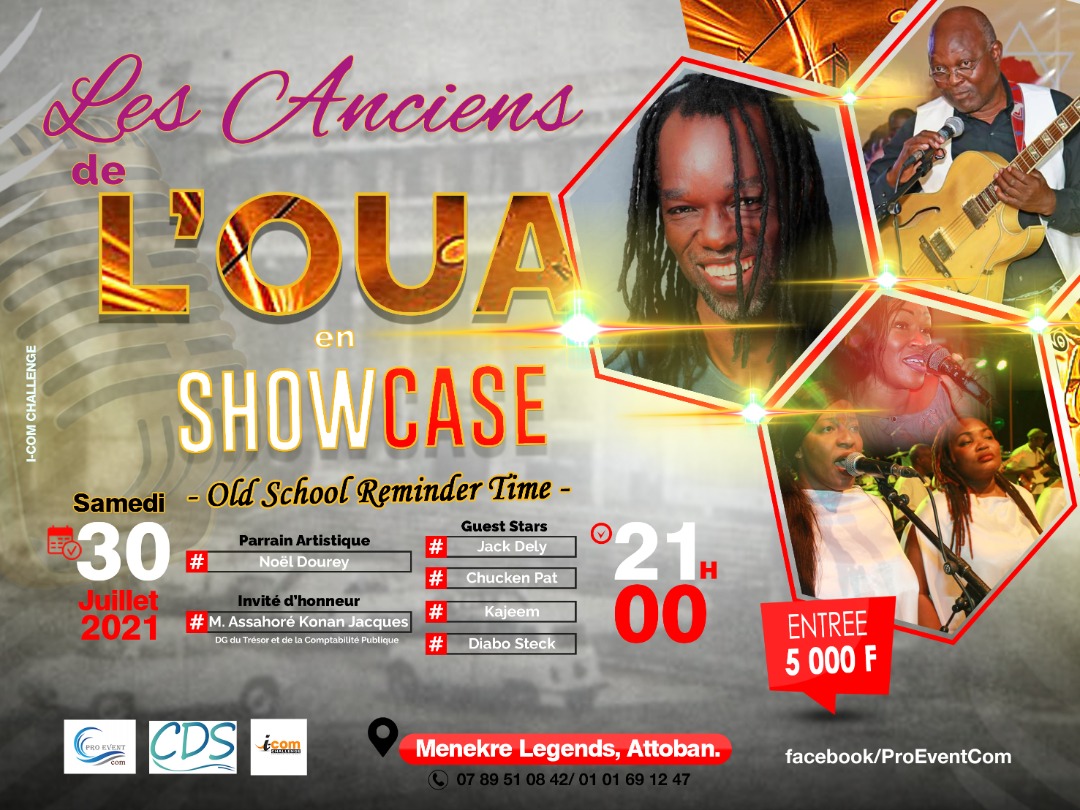 Les Anciens
de
L'OUA
en
SHOWCASE
- Old School Reminder Time -
I-COM CHALLENGE
Samedi
30
Juillet
2021
Parrain Artistique
# Noël Dourey
Invité d'honneur
# M. Assahoré Konan Jacques
DG du Trésor et de la Comptabilité Publique
Guest Stars
# Jack Dely
# Chucken Pat
# Kajeem
# Diabo Steck
21H
00
ENTREE
5 000 F
PRO EVENT
com
CDS
i-com
CHALLENGE
Menekre Legends, Attoban.
07 89 51 08 42/ 01 01 69 12 47
facebook/ProEventCom